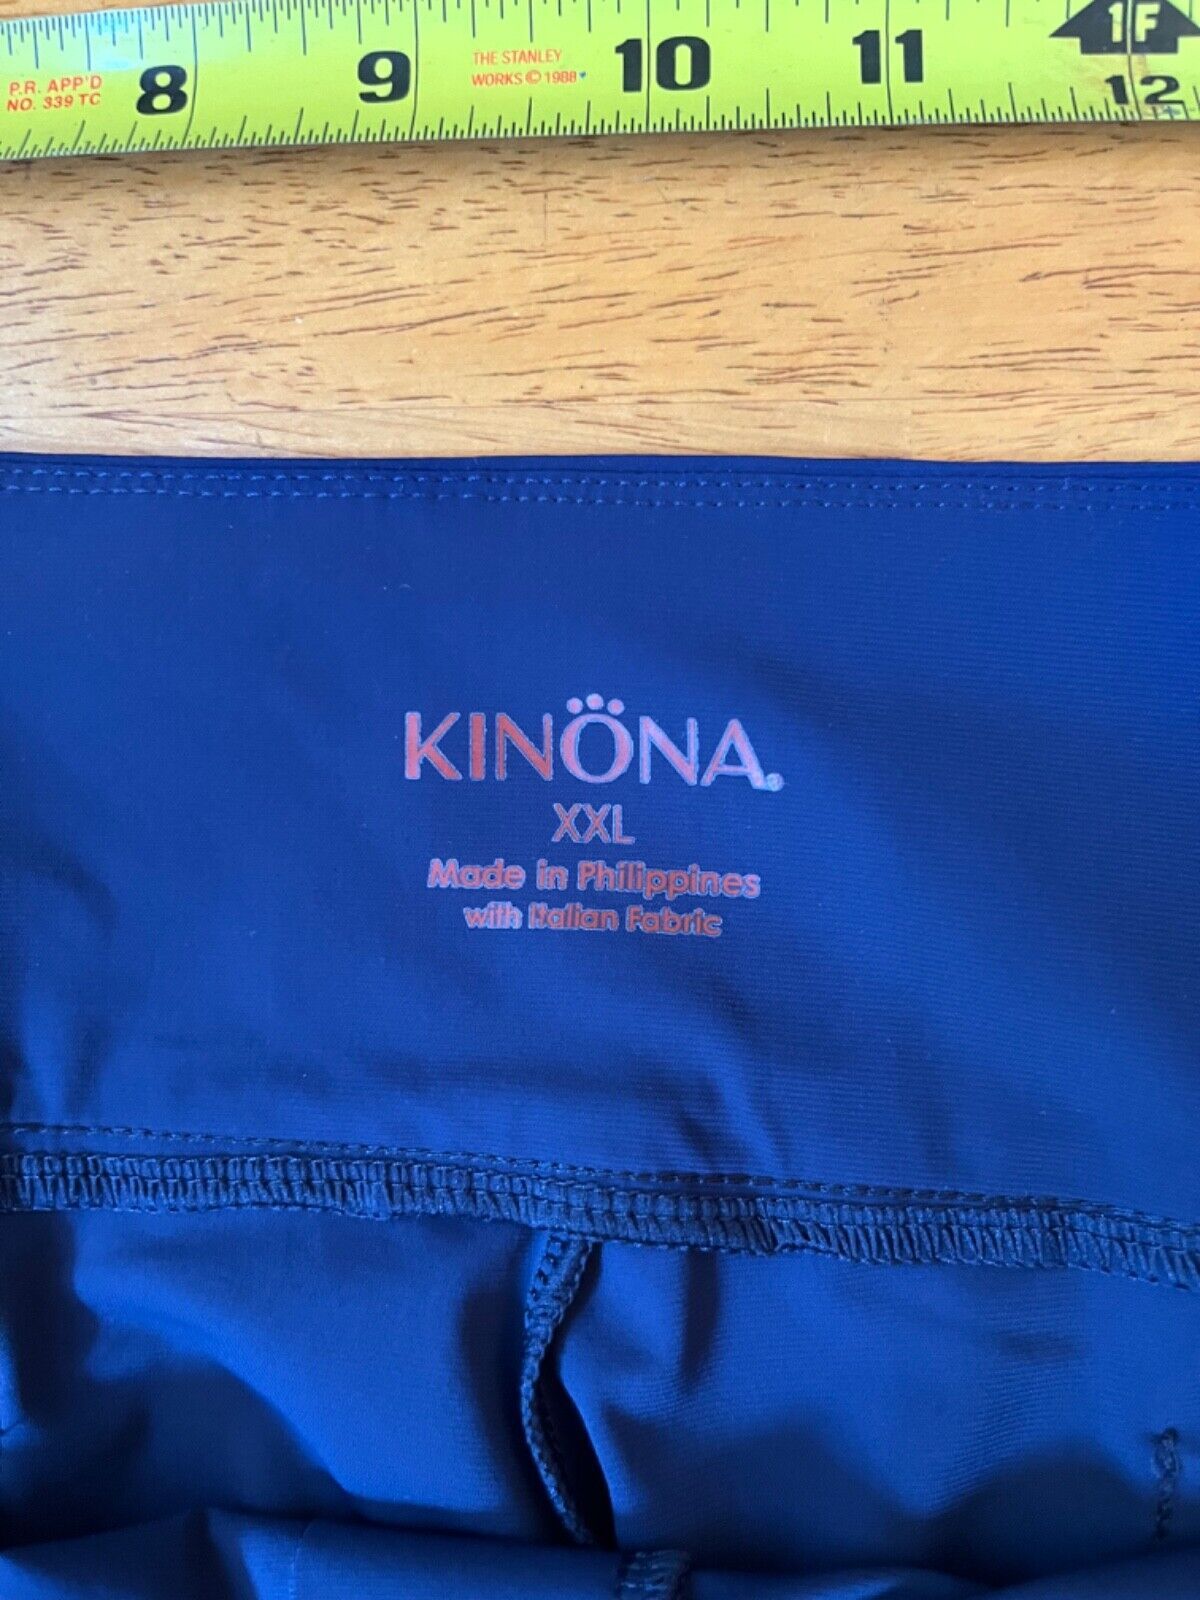 1F
8 9 10 11 12
P.R. APP'D
NO. 339 TC
THE STANLEY
WORKS © 1988
KINÖNA®
XXL
Made in Philippines
with Italian Fabric